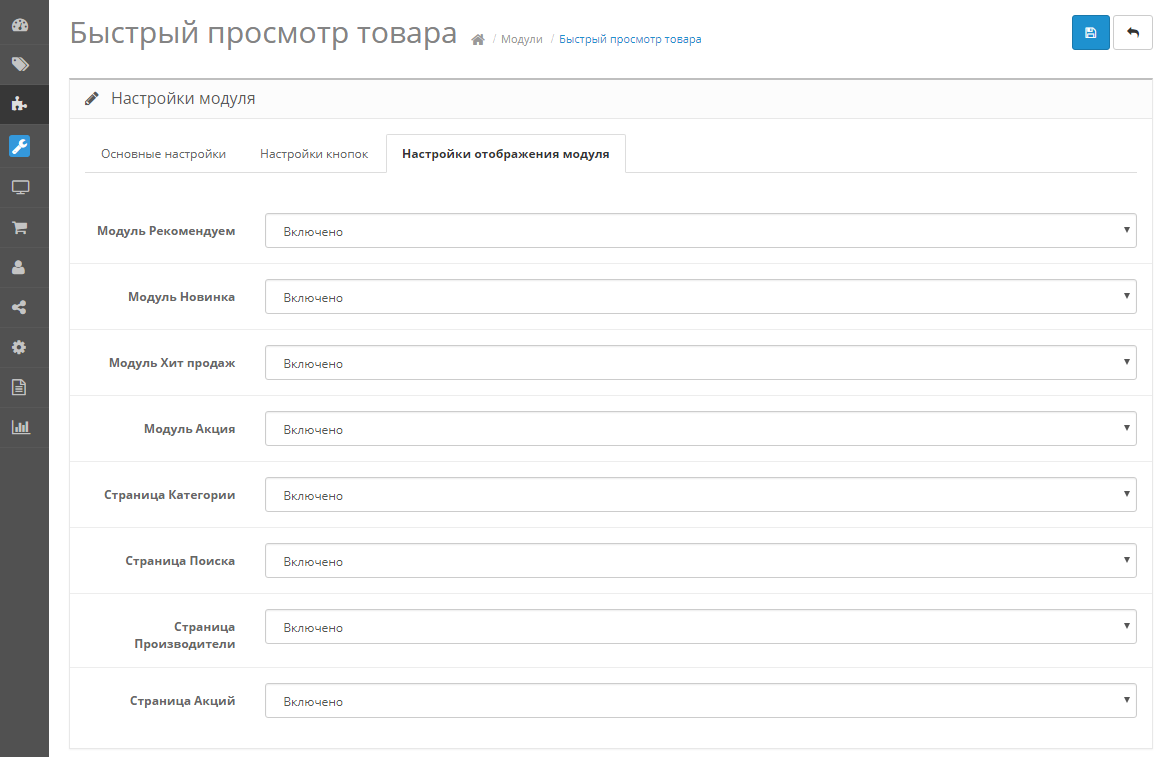 Быстрый просмотр товара / Модули / Быстрый просмотр товара
Настройки модуля
Основные настройки Настройки кнопок Настройки отображения модуля
Модуль Рекомендуем Включено
Модуль Новинка Включено
Модуль Хит продаж Включено
Модуль Акция Включено
Страница Категории Включено
Страница Поиска Включено
Страница
Производители Включено
Страница Акций Включено